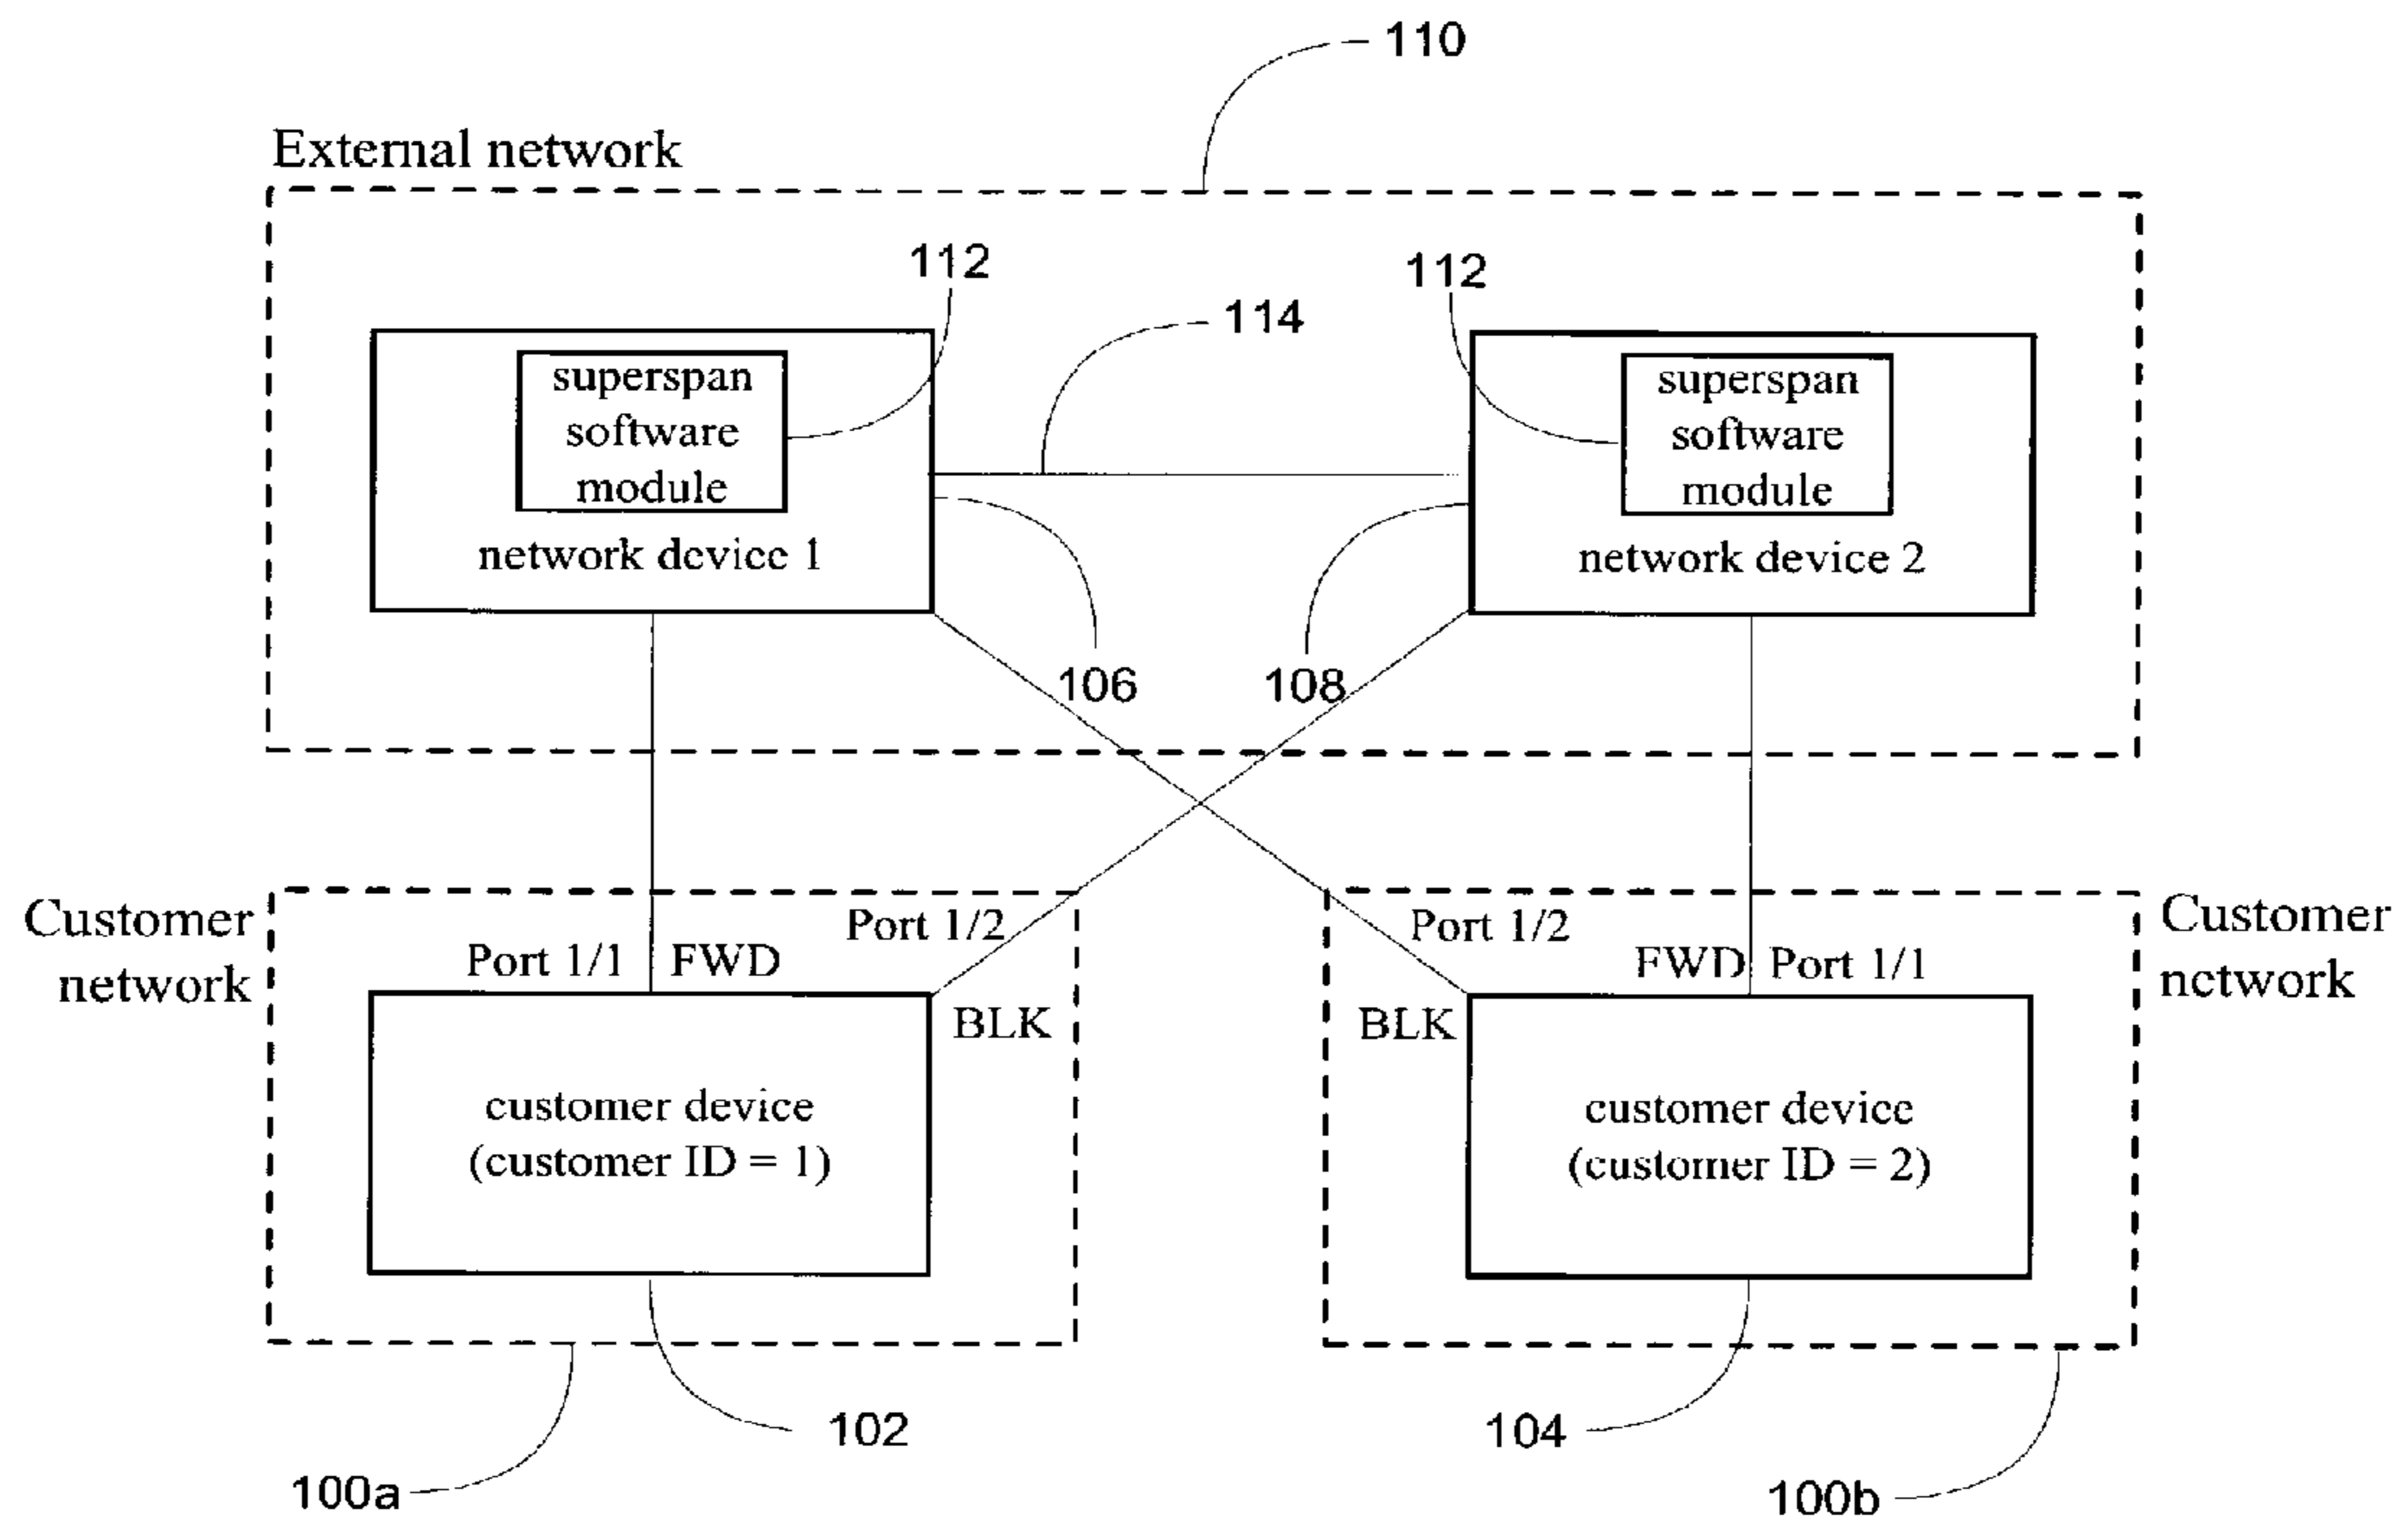 110
External network
112
112
114
superspan
software
module
network device 1
superspan
software
module
network device 2
106
108
Customer
network
Port 1/1
FWD
Port 1/2
BLK
Port 1/2
BLK
FWD
Port 1/1
Customer
network
customer device
(customer ID = 1)
customer device
(customer ID = 2)
102
104
100a
100b